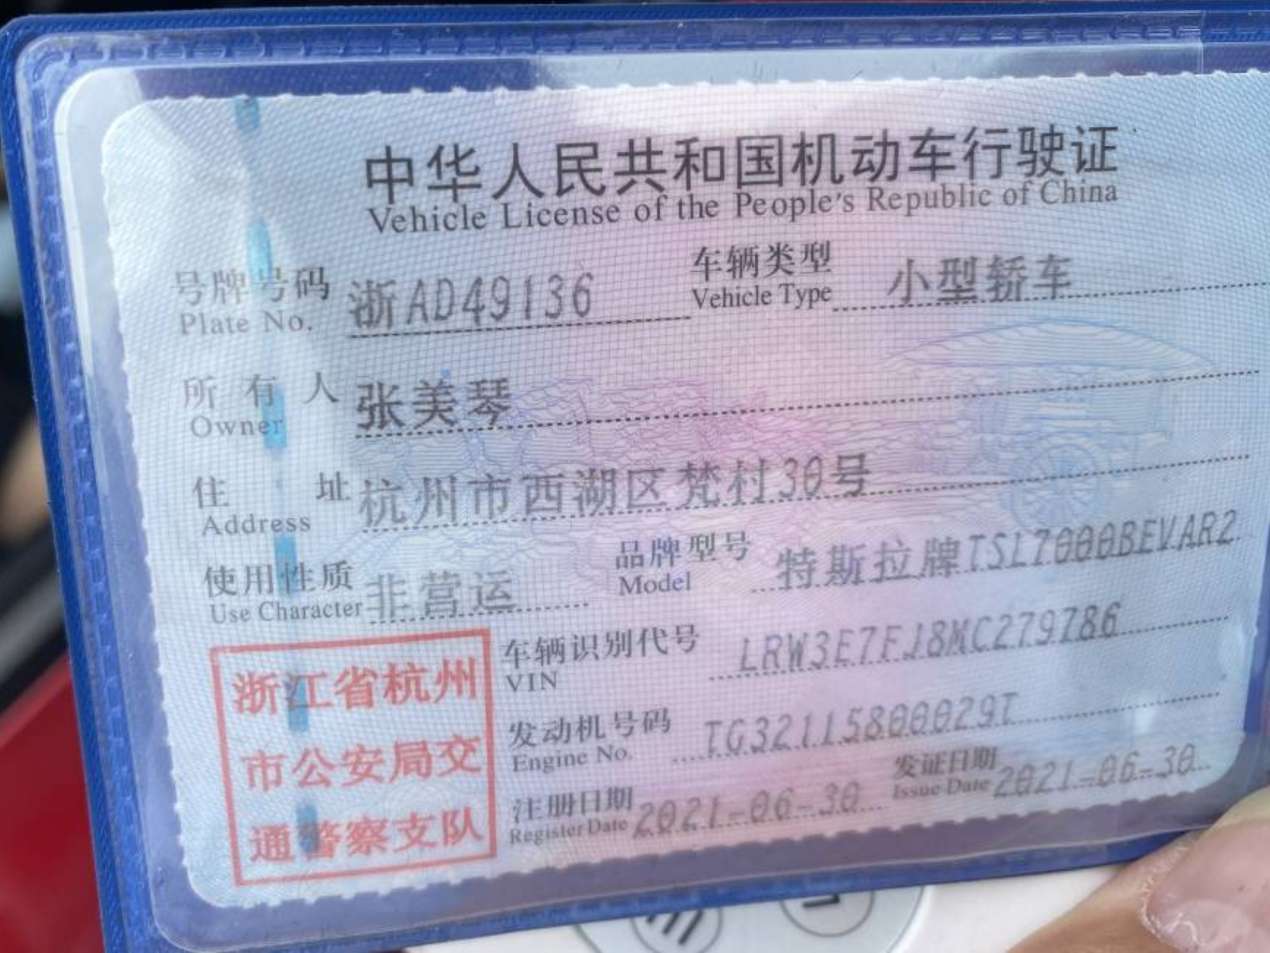 中华人民共和国机动车行驶证
Vehicle License of the People's Republic of China
号牌号码 浙AD49136 车辆类型 小型轿车
Plate No. Vehicle Type
所有人 张美琴
Owner
住址 杭州市西湖区梵村30号
Address
使用性质 非营运 品牌型号 特斯拉牌TSL7000BEVAR2
Use Character Model
浙江省杭州
市公安局交
通警察支队
车辆识别代号 LRW3E7FJ8MC279786
VIN
发动机号码 TG32115800029T
Engine No.
注册日期 2021-06-30 发证日期 2021-06-30
Register Date Issue Date